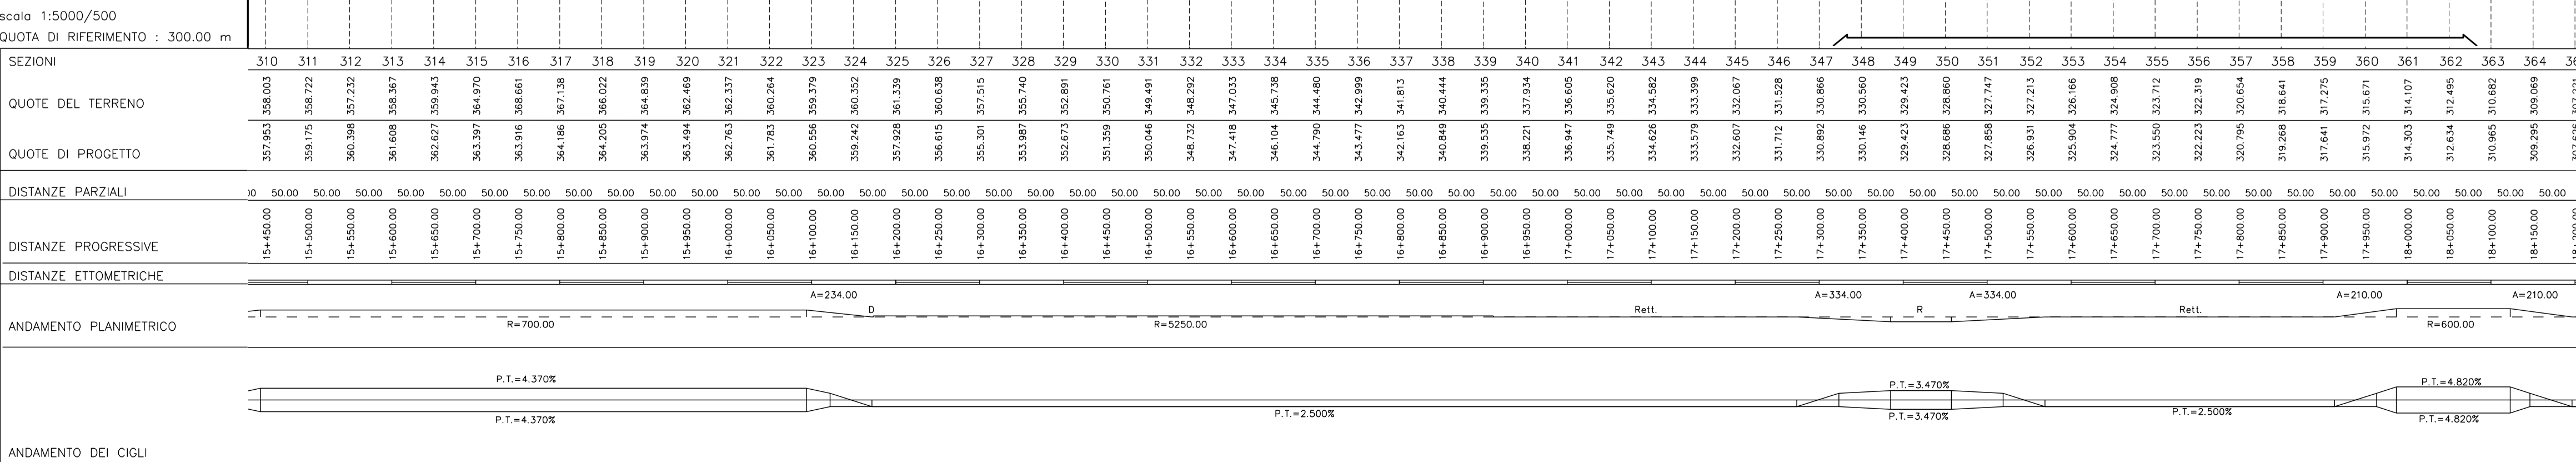 scala 1:5000/500
QUOTA DI RIFERIMENTO : 300.00 m
SEZIONI 310 311 312 313 314 315 316 317 318 319 320 321 322 323 324 325 326 327 328 329 330 331 332 333 334 335 336 337 338 339 340 341 342 343 344 345 346 347 348 349 350 351 352 353 354 355 356 357 358 359 360 361 362 363 364
QUOTE DEL TERRENO 358.003 358.722 357.232 358.367 359.943 364.970 368.661 367.138 366.022 364.839 362.469 362.337 360.264 359.379 360.352 361.339 360.638 357.515 355.740 352.891 350.761 349.491 348.292 347.033 345.738 344.480 342.999 341.813 340.444 339.335 337.934 336.605 335.620 334.582 333.399 332.067 331.528 330.866 330.560 329.423 328.860 327.747 327.213 326.166 324.908 323.712 322.319 320.654 318.641 317.275 315.671 314.107 312.495 310.682 309.069
QUOTE DI PROGETTO 357.953 359.175 360.398 361.608 362.627 363.397 363.916 364.186 364.205 363.974 363.494 362.763 361.783 360.556 359.242 357.928 356.615 355.301 353.987 352.673 351.359 350.046 348.732 347.418 346.104 344.790 343.477 342.163 340.849 339.535 338.221 336.947 335.749 334.626 333.579 332.607 331.712 330.892 330.146 329.423 328.686 327.858 326.931 325.904 324.777 323.550 322.223 320.795 319.268 317.641 315.972 314.303 312.634 310.965 309.295
DISTANZE PARZIALI 50.00 50.00 50.00 50.00 50.00 50.00 50.00 50.00 50.00 50.00 50.00 50.00 50.00 50.00 50.00 50.00 50.00 50.00 50.00 50.00 50.00 50.00 50.00 50.00 50.00 50.00 50.00 50.00 50.00 50.00 50.00 50.00 50.00 50.00 50.00 50.00 50.00 50.00 50.00 50.00 50.00 50.00 50.00 50.00 50.00 50.00 50.00 50.00 50.00 50.00 50.00 50.00 50.00 50.00 50.00
DISTANZE PROGRESSIVE 15+450.00 15+500.00 15+550.00 15+600.00 15+650.00 15+700.00 15+750.00 15+800.00 15+850.00 15+900.00 15+950.00 16+000.00 16+050.00 16+100.00 16+150.00 16+200.00 16+250.00 16+300.00 16+350.00 16+400.00 16+450.00 16+500.00 16+550.00 16+600.00 16+650.00 16+700.00 16+750.00 16+800.00 16+850.00 16+900.00 16+950.00 17+000.00 17+050.00 17+100.00 17+150.00 17+200.00 17+250.00 17+300.00 17+350.00 17+400.00 17+450.00 17+500.00 17+550.00 17+600.00 17+650.00 17+700.00 17+750.00 17+800.00 17+850.00 17+900.00 17+950.00 18+000.00 18+050.00 18+100.00 18+150.00
DISTANZE ETTOMETRICHE
A=234.00 A=334.00 A=334.00 A=210.00 A=210.00
D Rett. R Rett.
ANDAMENTO PLANIMETRICO R=700.00 R=5250.00 R=600.00
P.T.=4.370% P.T.=3.470% P.T.=4.820%
P.T.=4.370% P.T.=2.500% P.T.=3.470% P.T.=2.500% P.T.=4.820%
ANDAMENTO DEI CIGLI